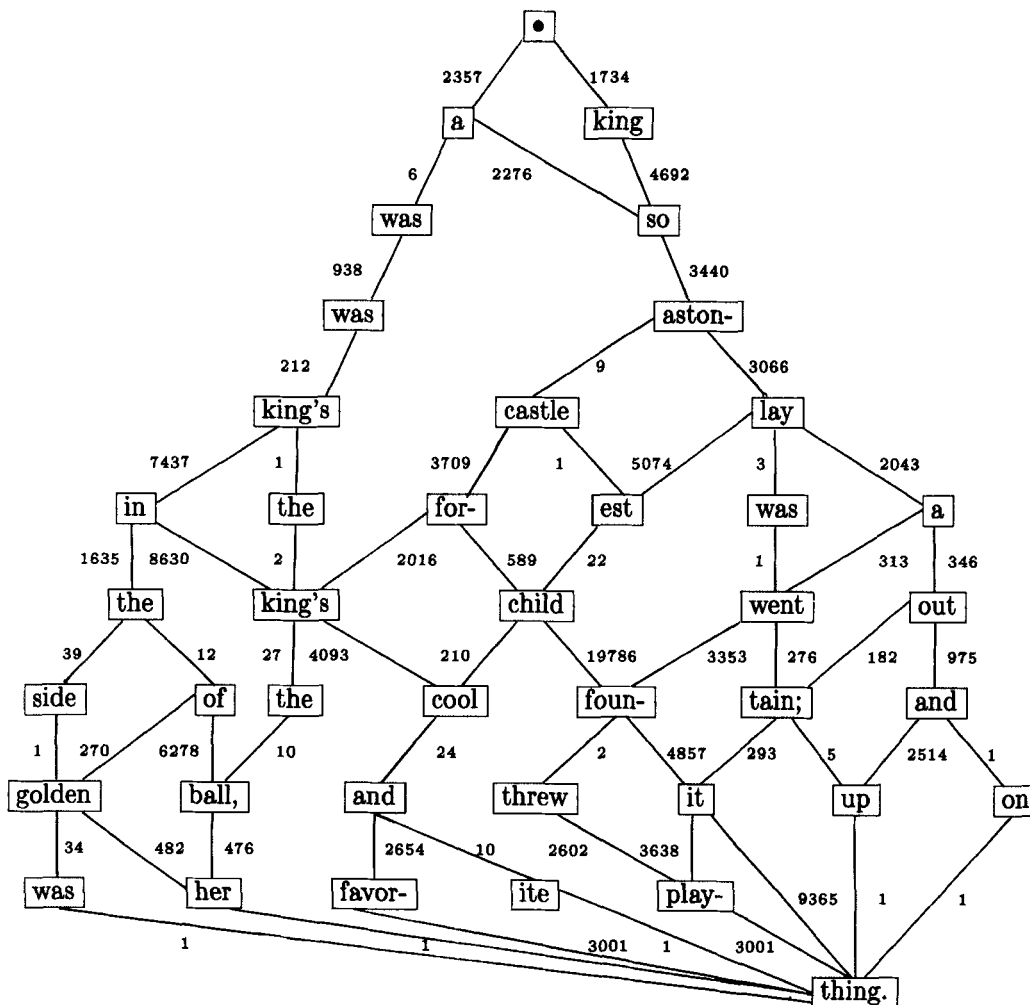 •
2357 1734
a king
6 2276 4692
was so
938 3440
was aston-
212 9 3066
king's castle lay
7437 1 3709 1 5074 3 2043
in the for- est was a
1635 8630 2 2016 589 22 1 313 346
the king's child went out
39 12 27 4093 210 19786 3353 276 182 975
side of the cool foun- tain; and
1 270 6278 10 24 2 4857 293 5 2514 1
golden ball, and threw it up on
34 482 476 2654 10 2602 3638
was her favor- ite play-
9365 1 1
1 1 3001 1 3001
thing.